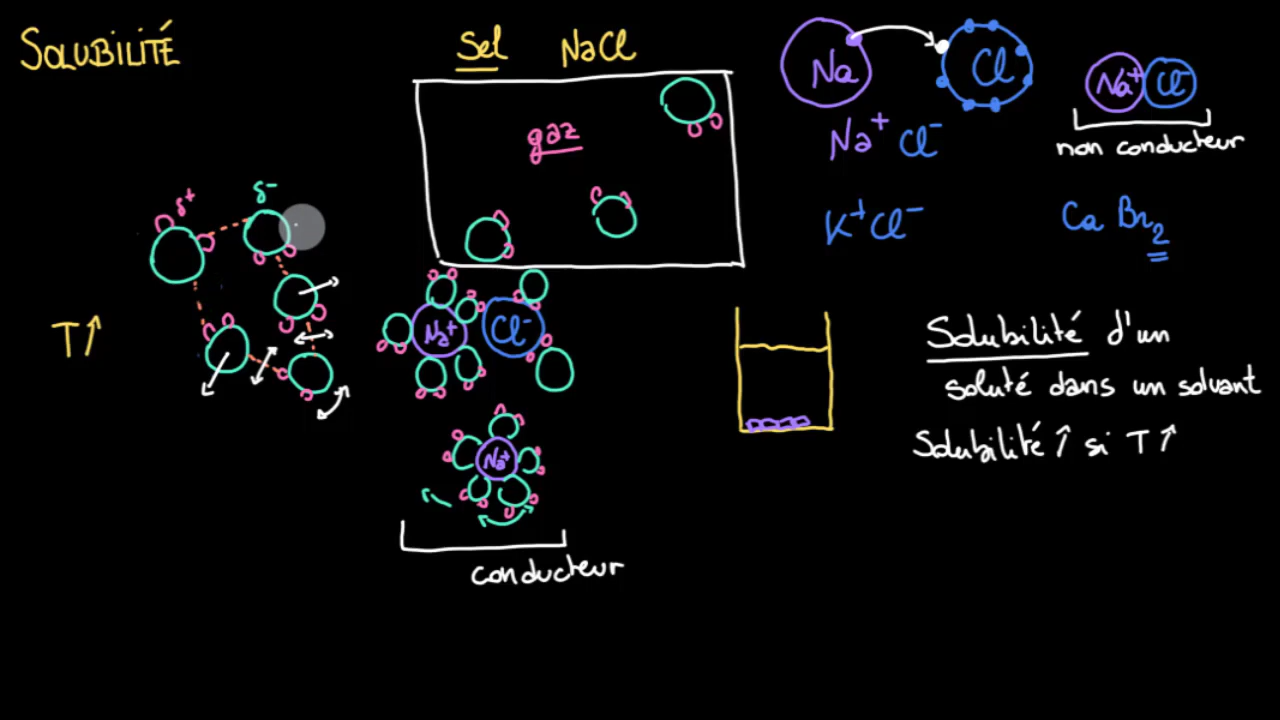 SOLUBILITÉ
Sel NaCl
gaz
Na Cl
Na⁺ Cl⁻
Na⁺ Cl⁻
non conducteur
δ⁺ δ⁻
K⁺ Cl⁻
Ca Br₂
T↑
Na⁺ Cl⁻
Solubilité d'un
soluté dans un solvant
Solubilité ↑ si T ↑
Na⁺
conducteur